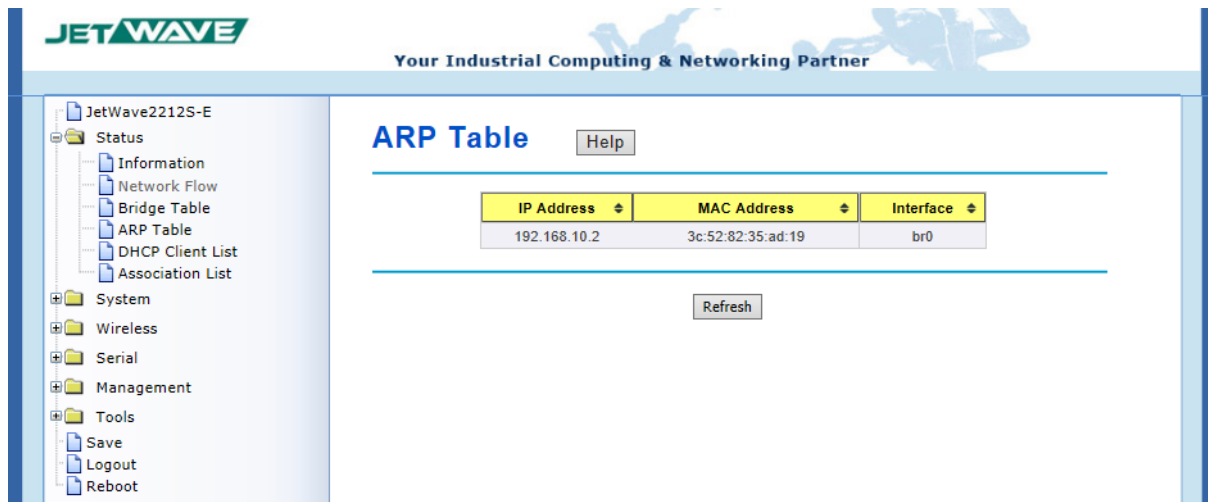 JETWAVE
Your Industrial Computing & Networking Partner
JetWave2212S-E
Status
Information
Network Flow
Bridge Table
ARP Table
DHCP Client List
Association List
System
Wireless
Serial
Management
Tools
Save
Logout
Reboot
ARP Table Help
IP Address MAC Address Interface
192.168.10.2 3c:52:82:35:ad:19 br0
Refresh